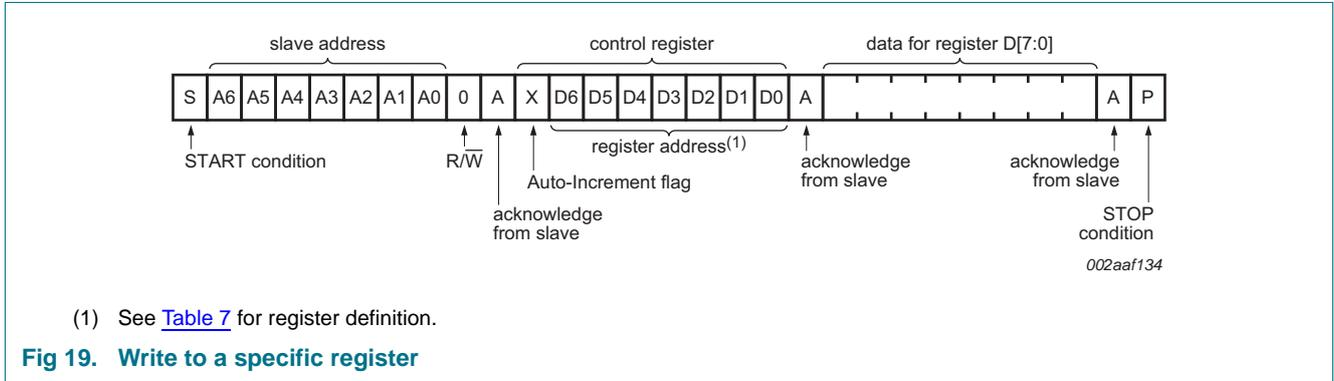 slave address control register data for register D[7:0]
S A6 A5 A4 A3 A2 A1 A0 0 A X D6 D5 D4 D3 D2 D1 D0 A A P
START condition R/W̅ register address(1) acknowledge from slave acknowledge from slave
Auto-Increment flag
acknowledge
from slave
STOP
condition
002aaf134
(1) See Table 7 for register definition.
Fig 19. Write to a specific register